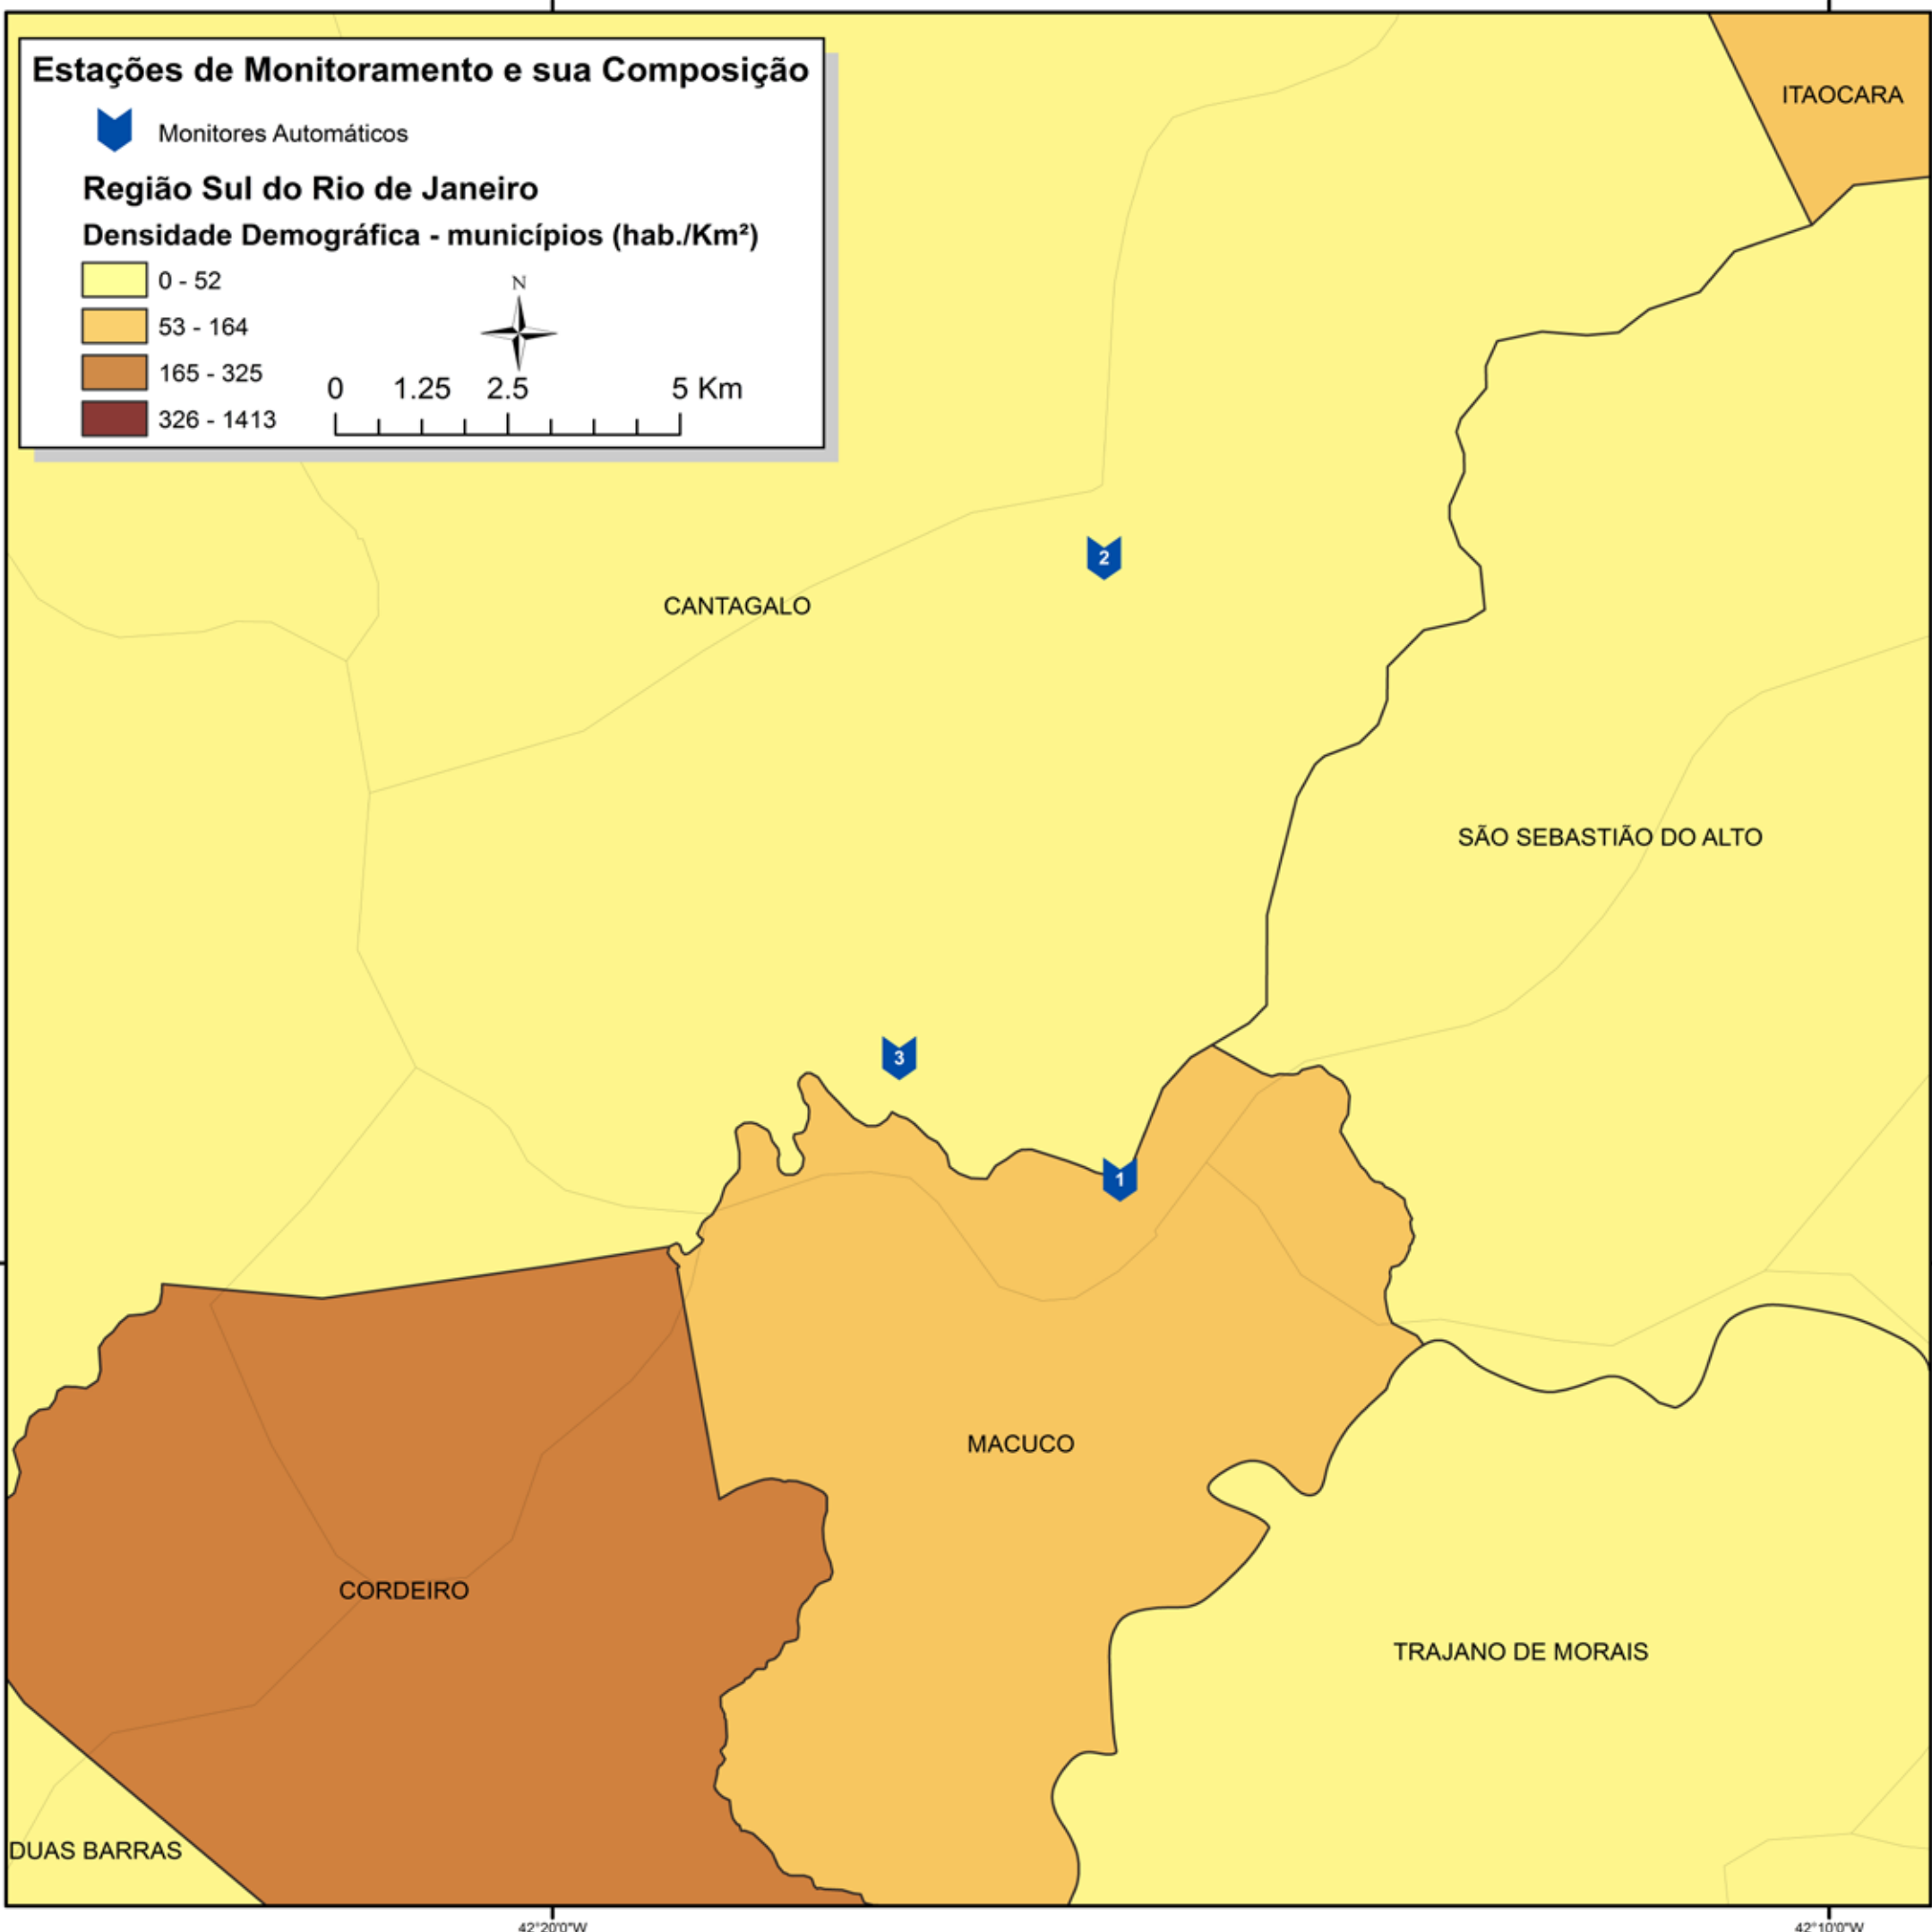 Estações de Monitoramento e sua Composição
Monitores Automáticos
Região Sul do Rio de Janeiro
Densidade Demográfica - municípios (hab./Km²)
0 - 52
53 - 164
165 - 325
326 - 1413
N
0 1.25 2.5 5 Km
ITAOCARA
2
CANTAGALO
SÃO SEBASTIÃO DO ALTO
3
1
MACUCO
CORDEIRO
TRAJANO DE MORAIS
DUAS BARRAS
42°20'0"W 42°10'0"W